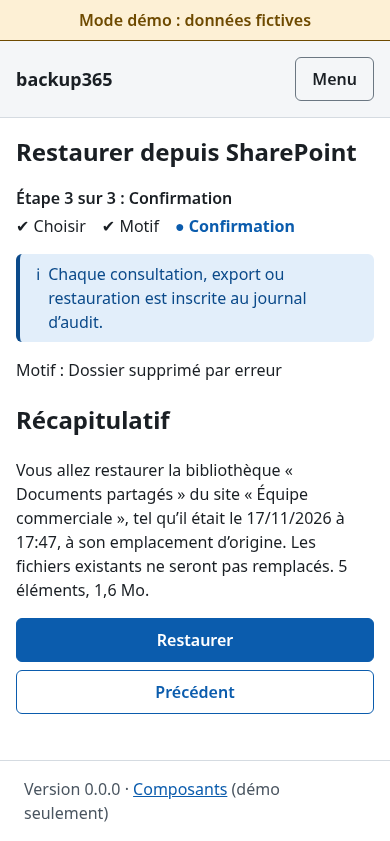 Mode démo : données fictives
backup365
Menu
Restaurer depuis SharePoint
Étape 3 sur 3 : Confirmation
✔ Choisir ✔ Motif ● Confirmation
i Chaque consultation, export ou
restauration est inscrite au journal
d’audit.
Motif : Dossier supprimé par erreur
Récapitulatif
Vous allez restaurer la bibliothèque «
Documents partagés » du site « Équipe
commerciale », tel qu’il était le 17/11/2026 à
17:47, à son emplacement d’origine. Les
fichiers existants ne seront pas remplacés. 5
éléments, 1,6 Mo.
Restaurer
Précédent
Version 0.0.0 · Composants (démo
seulement)